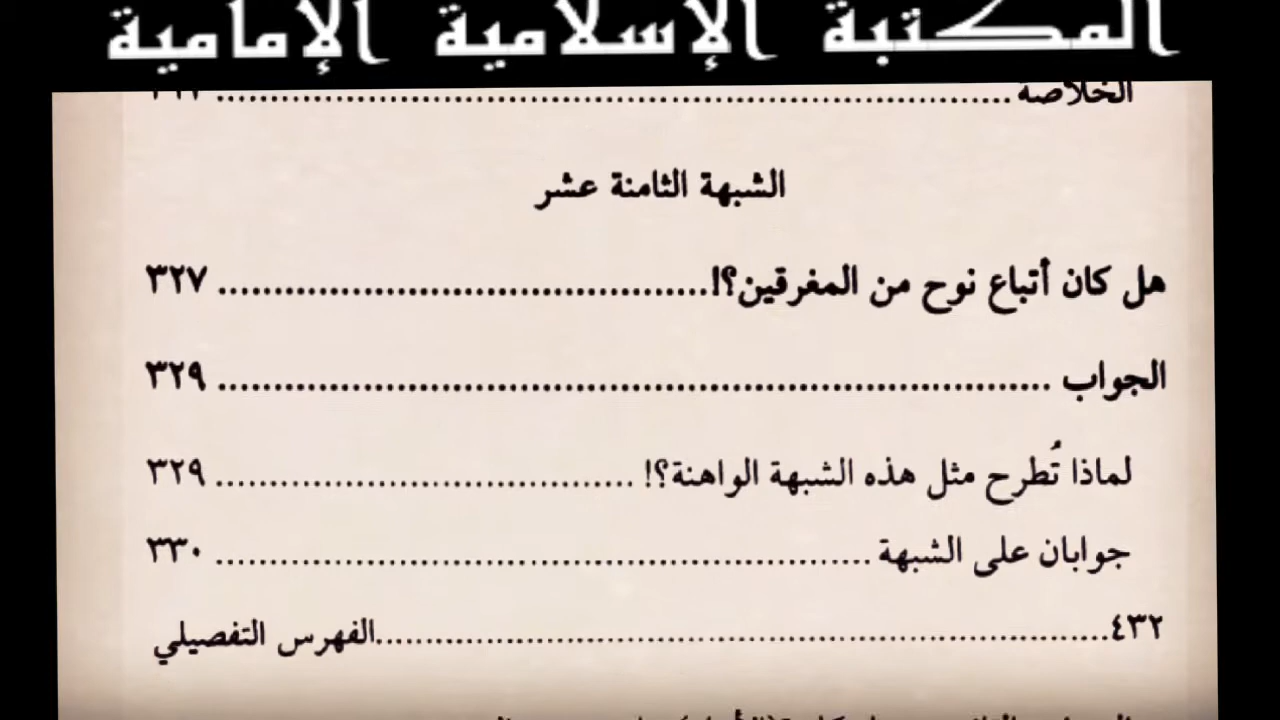 المكتبة الإسلامية الإمامية
الخلاصة
الشبهة الثامنة عشر
هل كان أتباع نوح من المغرقين؟! ٣٢٧
الجواب ٣٢٩
لماذا تُطرح مثل هذه الشبهة الواهنة؟! ٣٢٩
جوابان على الشبهة ٣٣٠
٤٣٢ الفهرس التفصيلي